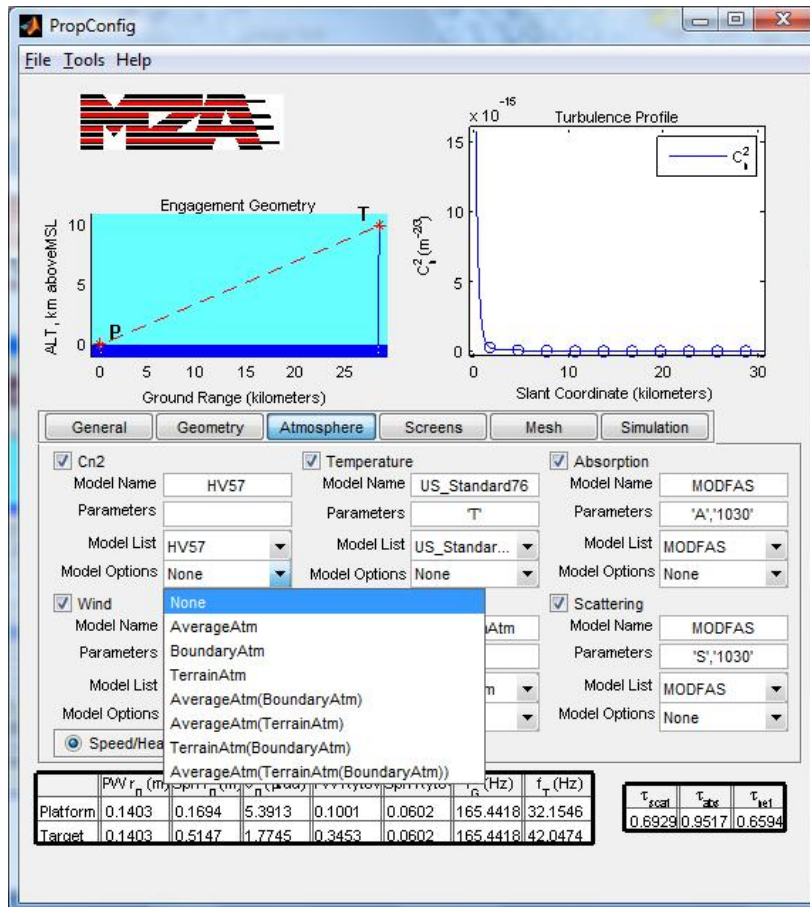 PropConfig
File Tools Help
MZA
x 10^-15 Turbulence Profile
C_n^2
15
10
5
0
C_n^2 (m^-2/3)
0 10 20 30
Slant Coordinate (kilometers)
Engagement Geometry
T
P
10
5
0
ALT, km aboveMSL
0 5 10 15 20 25
Ground Range (kilometers)
General Geometry Atmosphere Screens Mesh Simulation
Cn2 Temperature Absorption
Model Name HV57 Model Name US_Standard76 Model Name MODFAS
Parameters Parameters 'T' Parameters 'A','1030'
Model List HV57 Model List US_Standar... Model List MODFAS
Model Options None Model Options None Model Options None
Wind Scattering
Model Name Atm Model Name MODFAS
Parameters Parameters 'S','1030'
Model List Model List MODFAS
Model Options Model Options None
Speed/Hea
None
AverageAtm
BoundaryAtm
TerrainAtm
AverageAtm(BoundaryAtm)
AverageAtm(TerrainAtm)
TerrainAtm(BoundaryAtm)
AverageAtm(TerrainAtm(BoundaryAtm))
PW r_0 (m) G (Hz) f_T (Hz)
Platform 0.1403 0.1694 5.3913 0.1001 0.0602 165.4418 32.1546
Target 0.1403 0.5147 1.7745 0.3453 0.0602 165.4418 42.0474
τ_scat τ_abs τ_net
0.6929 0.9517 0.6594